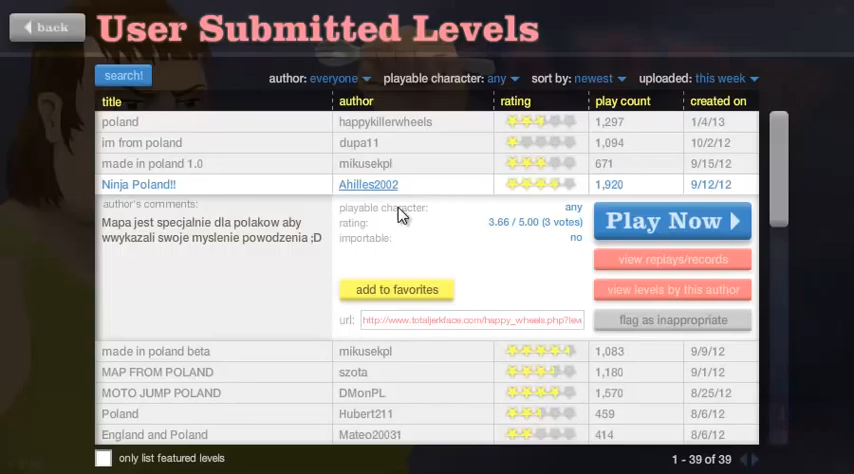 back
User Submitted Levels
search!
author: everyone playable character: any sort by: newest uploaded: this week
title author rating play count created on
poland happykillerwheels 1,297 1/4/13
im from poland dupa11 1,094 10/2/12
made in poland 1.0 mikusekpl 671 9/15/12
Ninja Poland!! Ahilles2002 1,920 9/12/12
author's comments:
Mapa jest specjalnie dla polakow aby
wwykazali swoje myslenie powodzenia ;D
playable character: any
rating: 3.66 / 5.00 (3 votes)
importable: no
add to favorites
url: http://www.totaljerkface.com/happy_wheels.php?lev
Play Now
view replays/records
view levels by this author
flag as inappropriate
made in poland beta mikusekpl 1,083 9/9/12
MAP FROM POLAND szota 1,180 9/1/12
MOTO JUMP POLAND DMonPL 1,570 8/25/12
Poland Hubert211 459 8/6/12
England and Poland Mateo20031 414 8/6/12
only list featured levels
1 - 39 of 39